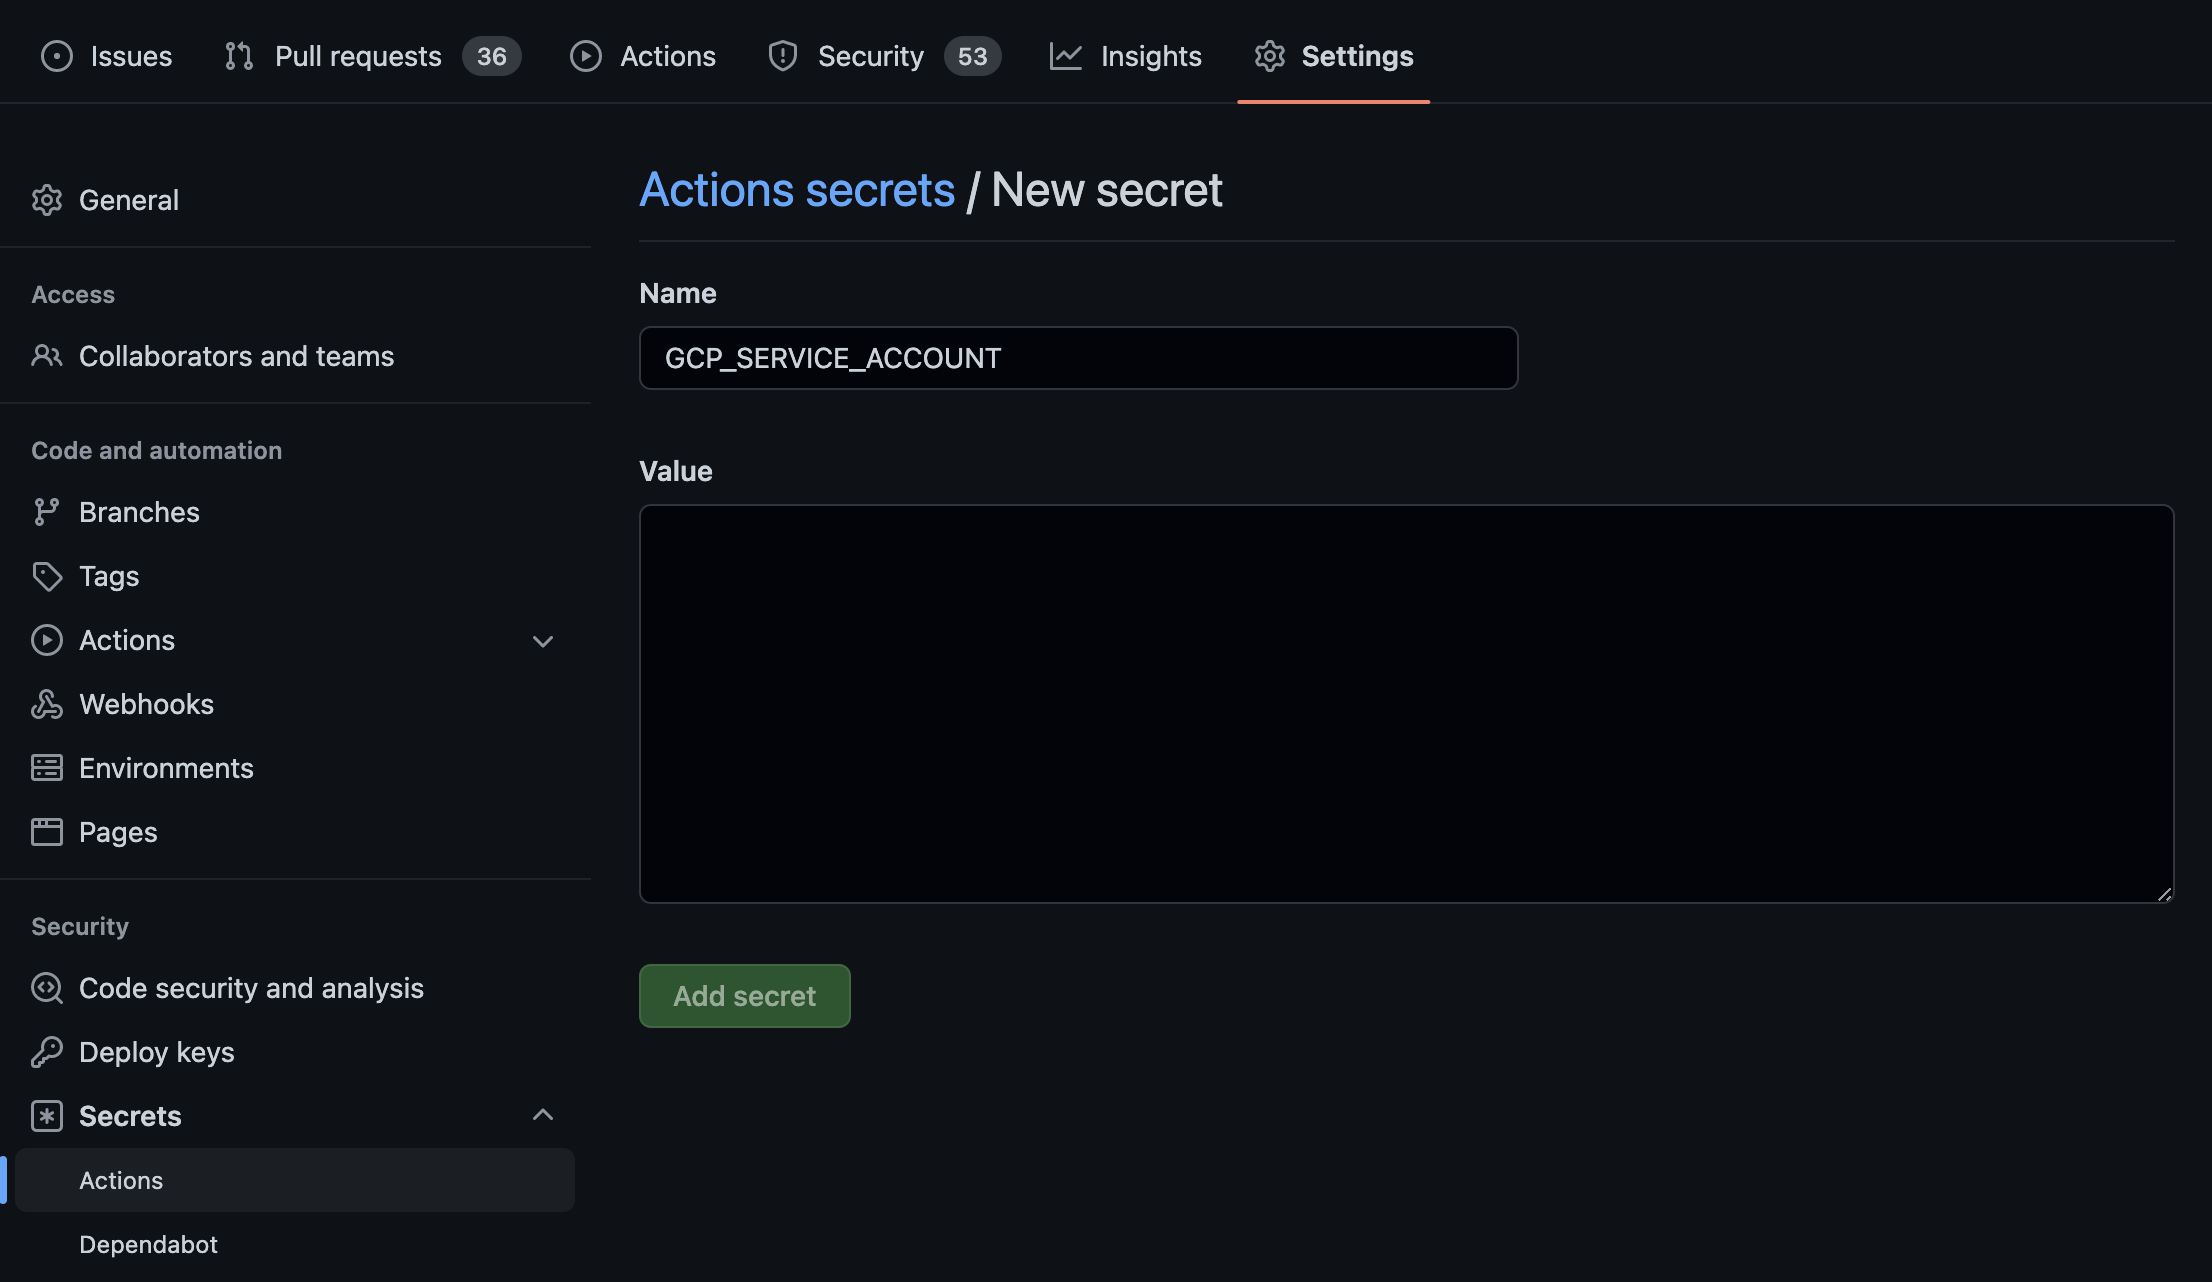 Issues Pull requests 36 Actions Security 53 Insights Settings
General
Access
Collaborators and teams
Code and automation
Branches
Tags
Actions
Webhooks
Environments
Pages
Security
Code security and analysis
Deploy keys
Secrets
Actions
Dependabot
Actions secrets / New secret
Name
GCP_SERVICE_ACCOUNT
Value
Add secret